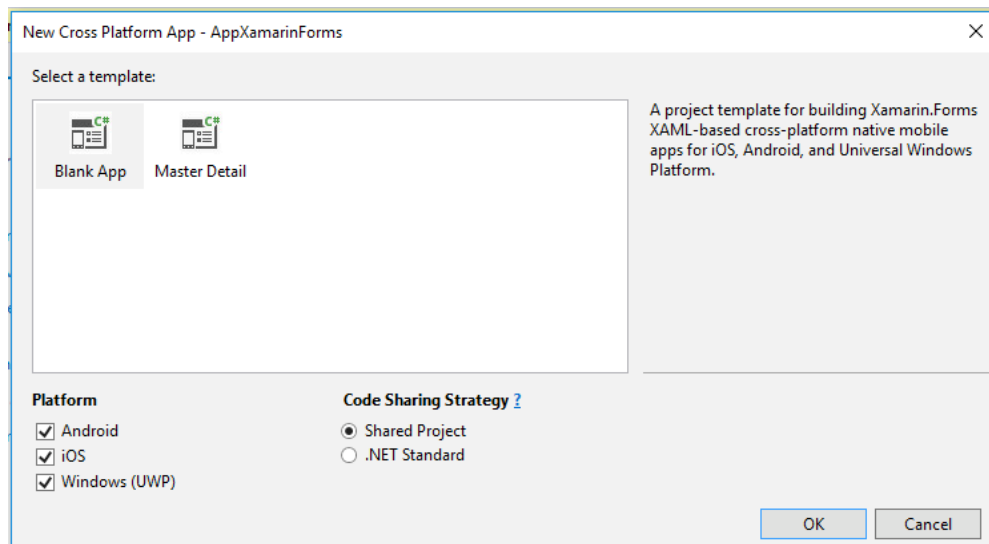 New Cross Platform App - AppXamarinForms
Select a template:
C#
C#
Blank App
Master Detail
A project template for building Xamarin.Forms
XAML-based cross-platform native mobile
apps for iOS, Android, and Universal Windows
Platform.
Platform
Code Sharing Strategy ?
Android
Shared Project
iOS
.NET Standard
Windows (UWP)
OK
Cancel